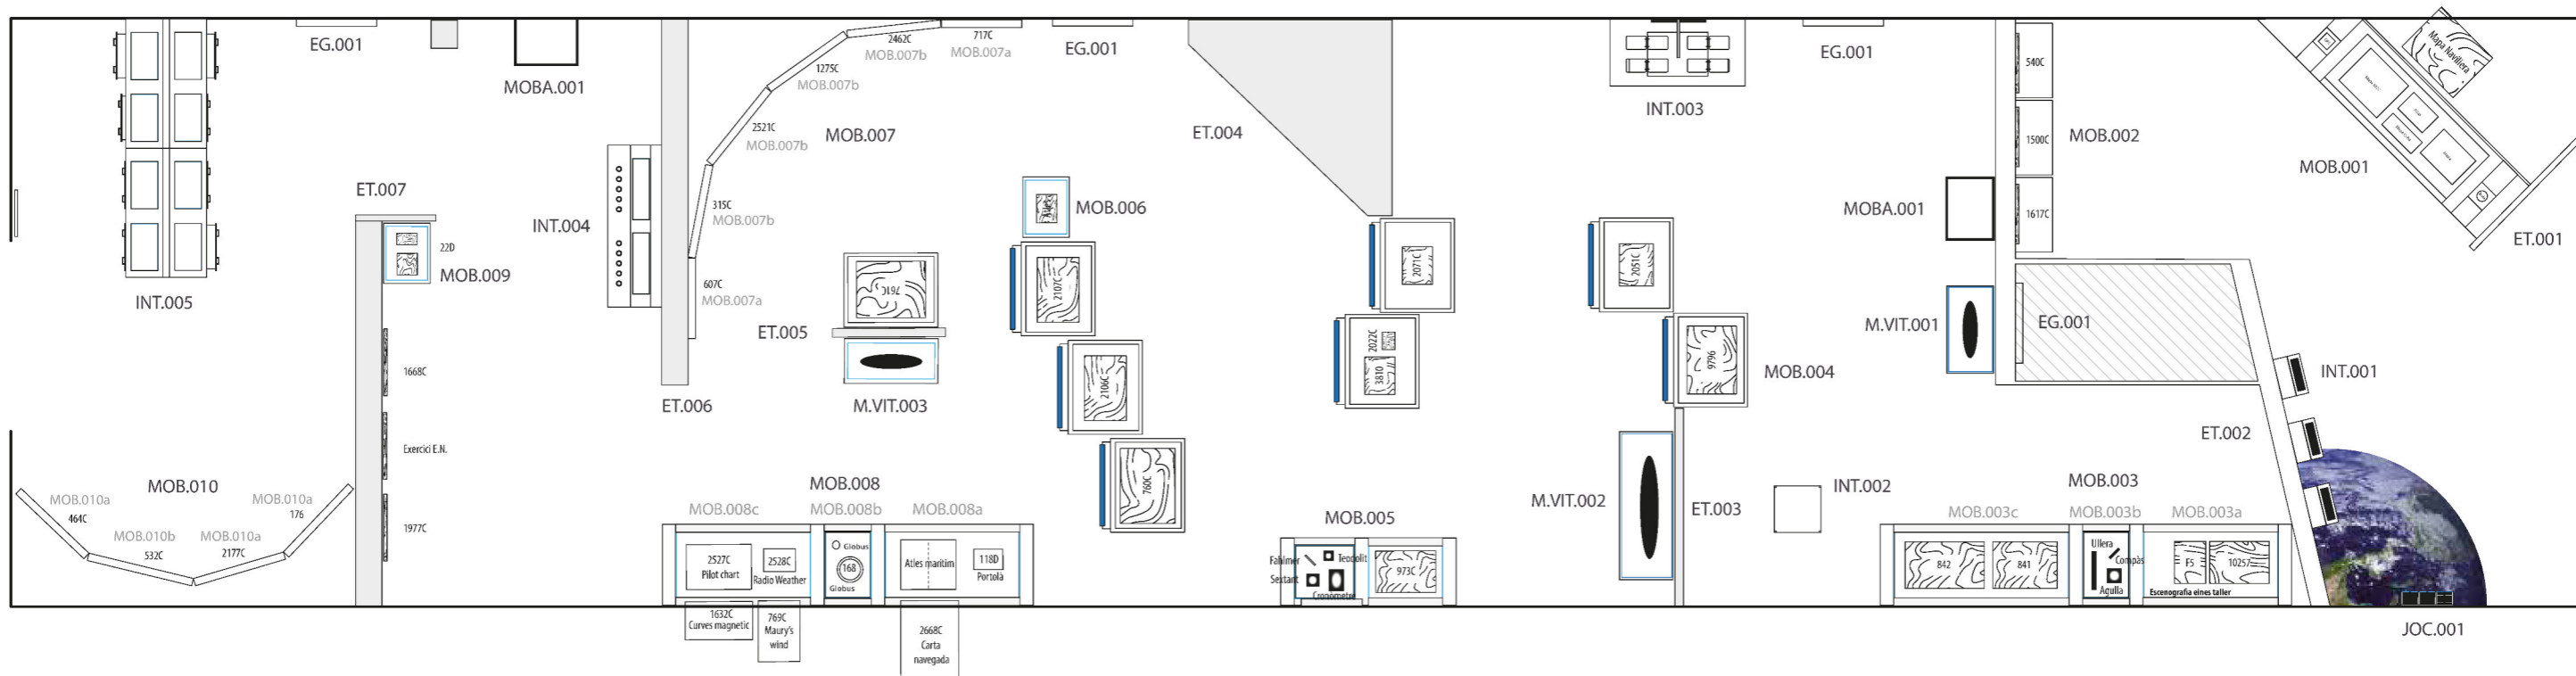 EG.001
MOBA.001
INT.005
ET.007
22D
MOB.009
1668C
Exercici E.N.
1977C
MOB.010
MOB.010a
464C
MOB.010b
532C
MOB.010a
2177C
MOB.010a
176
INT.004
ET.006
2462C
MOB.007b
717C
MOB.007a
1275C
MOB.007b
2521C
MOB.007b
MOB.007
315C
MOB.007b
607C
MOB.007a
EG.001
ET.004
MOB.006
761C
ET.005
M.VIT.003
2107C
2106C
760C
MOB.008
MOB.008c
MOB.008b
MOB.008a
2527C
Pilot chart
2528C
Radio Weather
Globus
168
Globus
Atles marítim
118D
Portolà
1632C
Curves magnetic
769C
Maury's
wind
2668C
Carta
navegada
2071C
2022C
3810
MOB.005
Fahlmer
Teodolit
Sextant
Cronòmetre
973C
INT.003
EG.001
2051C
9796
MOB.004
M.VIT.002
ET.003
INT.002
MOBA.001
M.VIT.001
540C
1500C
1617C
MOB.002
EG.001
MOB.001
Mapa Navillera
ET.001
INT.001
ET.002
MOB.003
MOB.003c
MOB.003b
MOB.003a
842
841
Ullera
Compàs
Agulla
F5
10257
Escenografia eines taller
JOC.001